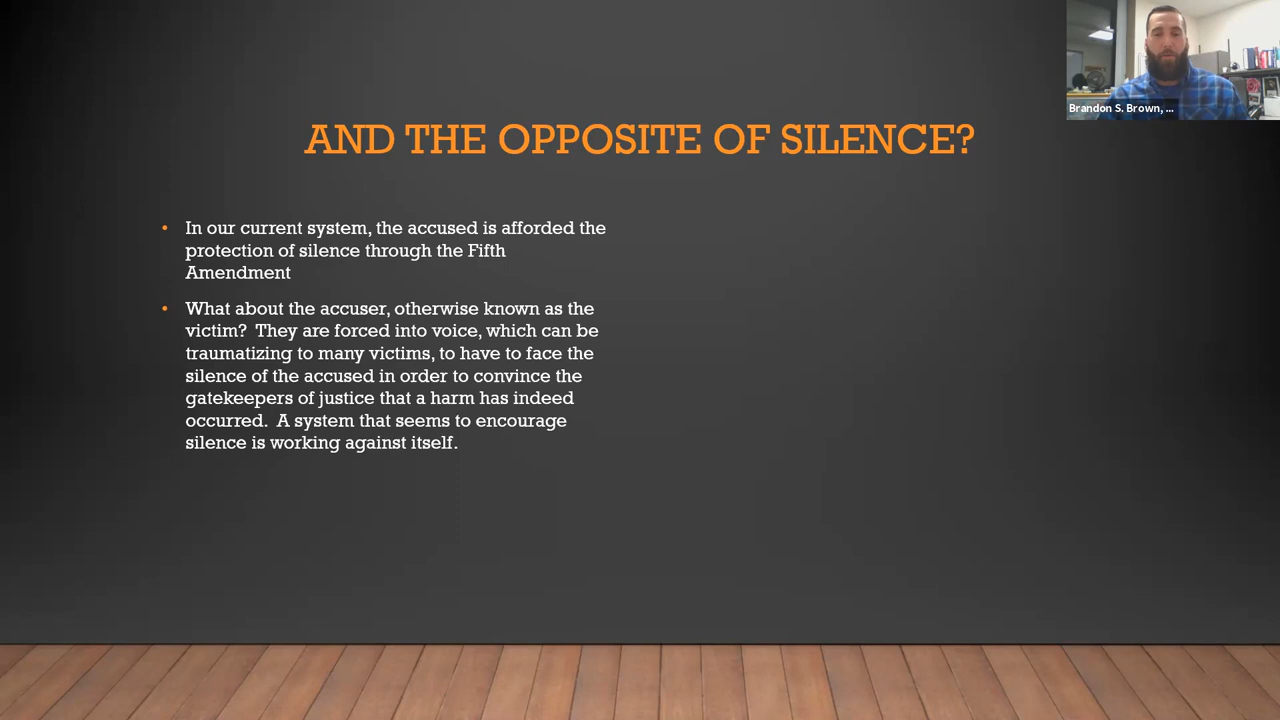 Brandon S. Brown, ...
AND THE OPPOSITE OF SILENCE?
• In our current system, the accused is afforded the
protection of silence through the Fifth
Amendment
• What about the accuser, otherwise known as the
victim?  They are forced into voice, which can be
traumatizing to many victims, to have to face the
silence of the accused in order to convince the
gatekeepers of justice that a harm has indeed
occurred.  A system that seems to encourage
silence is working against itself.